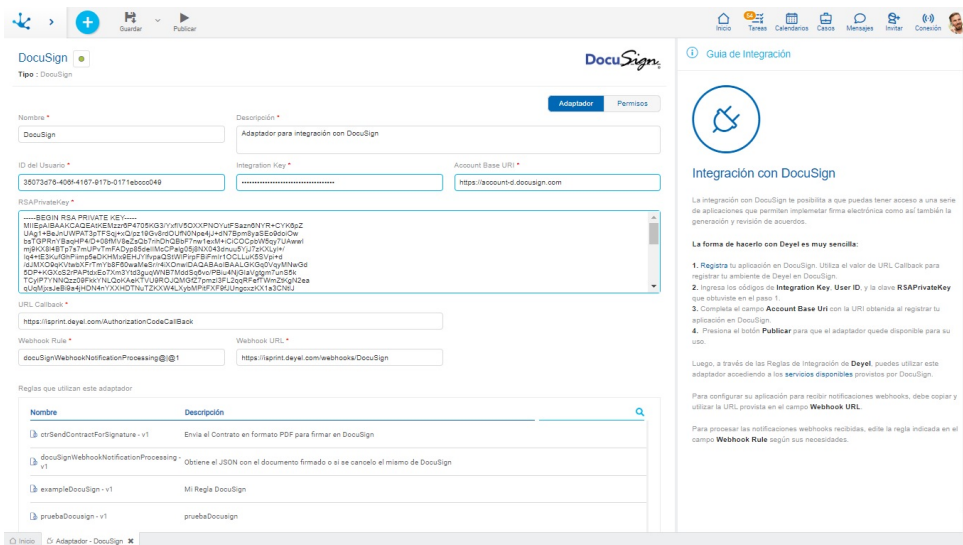 Guardar
Publicar
Inicio
54
Tareas
Calendarios
Casos
Mensajes
Invitar
Conexión
DocuSign
Tipo : DocuSign
DocuSign
Adaptador
Permisos
Nombre *
Descripción *
DocuSign
Adaptador para integración con DocuSign
ID del Usuario *
Integration Key *
Account Base URI *
35073d76-406f-4167-917b-0171ebccc049
https://account-d.docusign.com
RSAPrivateKey *
-----BEGIN RSA PRIVATE KEY-----
URL Callback *
https://isprint.deyel.com/AuthorizationCodeCallBack
Webhook Rule *
Webhook URL *
docuSignWebhookNotificationProcessing@|@1
https://isprint.deyel.com/webhooks/DocuSign
Reglas que utilizan este adaptador
Nombre
Descripción
ctrSendContractForSignature - v1
Envia el Contrato en formato PDF para firmar en DocuSign
docuSignWebhookNotificationProcessing - v1
Obtiene el JSON con el documento firmado o si se cancelo el mismo de DocuSign
exampleDocuSign - v1
Mi Regla DocuSign
pruebaDocusign - v1
pruebaDocusign
Guia de Integración
Integración con DocuSign
La integración con DocuSign te posibilita a que puedas tener acceso a una serie
de aplicaciones que permiten implemetar firma electrónica como así también la
generación y revisión de acuerdos.
La forma de hacerlo con Deyel es muy sencilla:
1. Registra tu aplicación en DocuSign. Utiliza el valor de URL Callback para
registrar tu ambiente de Deyel en DocuSign.
2. Ingresa los códigos de Integration Key, User ID, y la clave RSAPrivateKey
que obtuviste en el paso 1.
3. Completa el campo Account Base Uri con la URI obtenida al registrar tu
aplicación en DocuSign.
4. Presiona el botón Publicar para que el adaptador quede disponible para su
uso.
Luego, a través de las Reglas de Integración de Deyel, puedes utilizar este
adaptador accediendo a los servicios disponibles provistos por DocuSign.
Para configurar su aplicación para recibir notificaciones webhooks, debe copiar y
utilizar la URL provista en el campo Webhook URL.
Para procesar las notificaciones webhooks recibidas, edite la regla indicada en el
campo Webhook Rule según sus necesidades.
Inicio
Adaptador - DocuSign